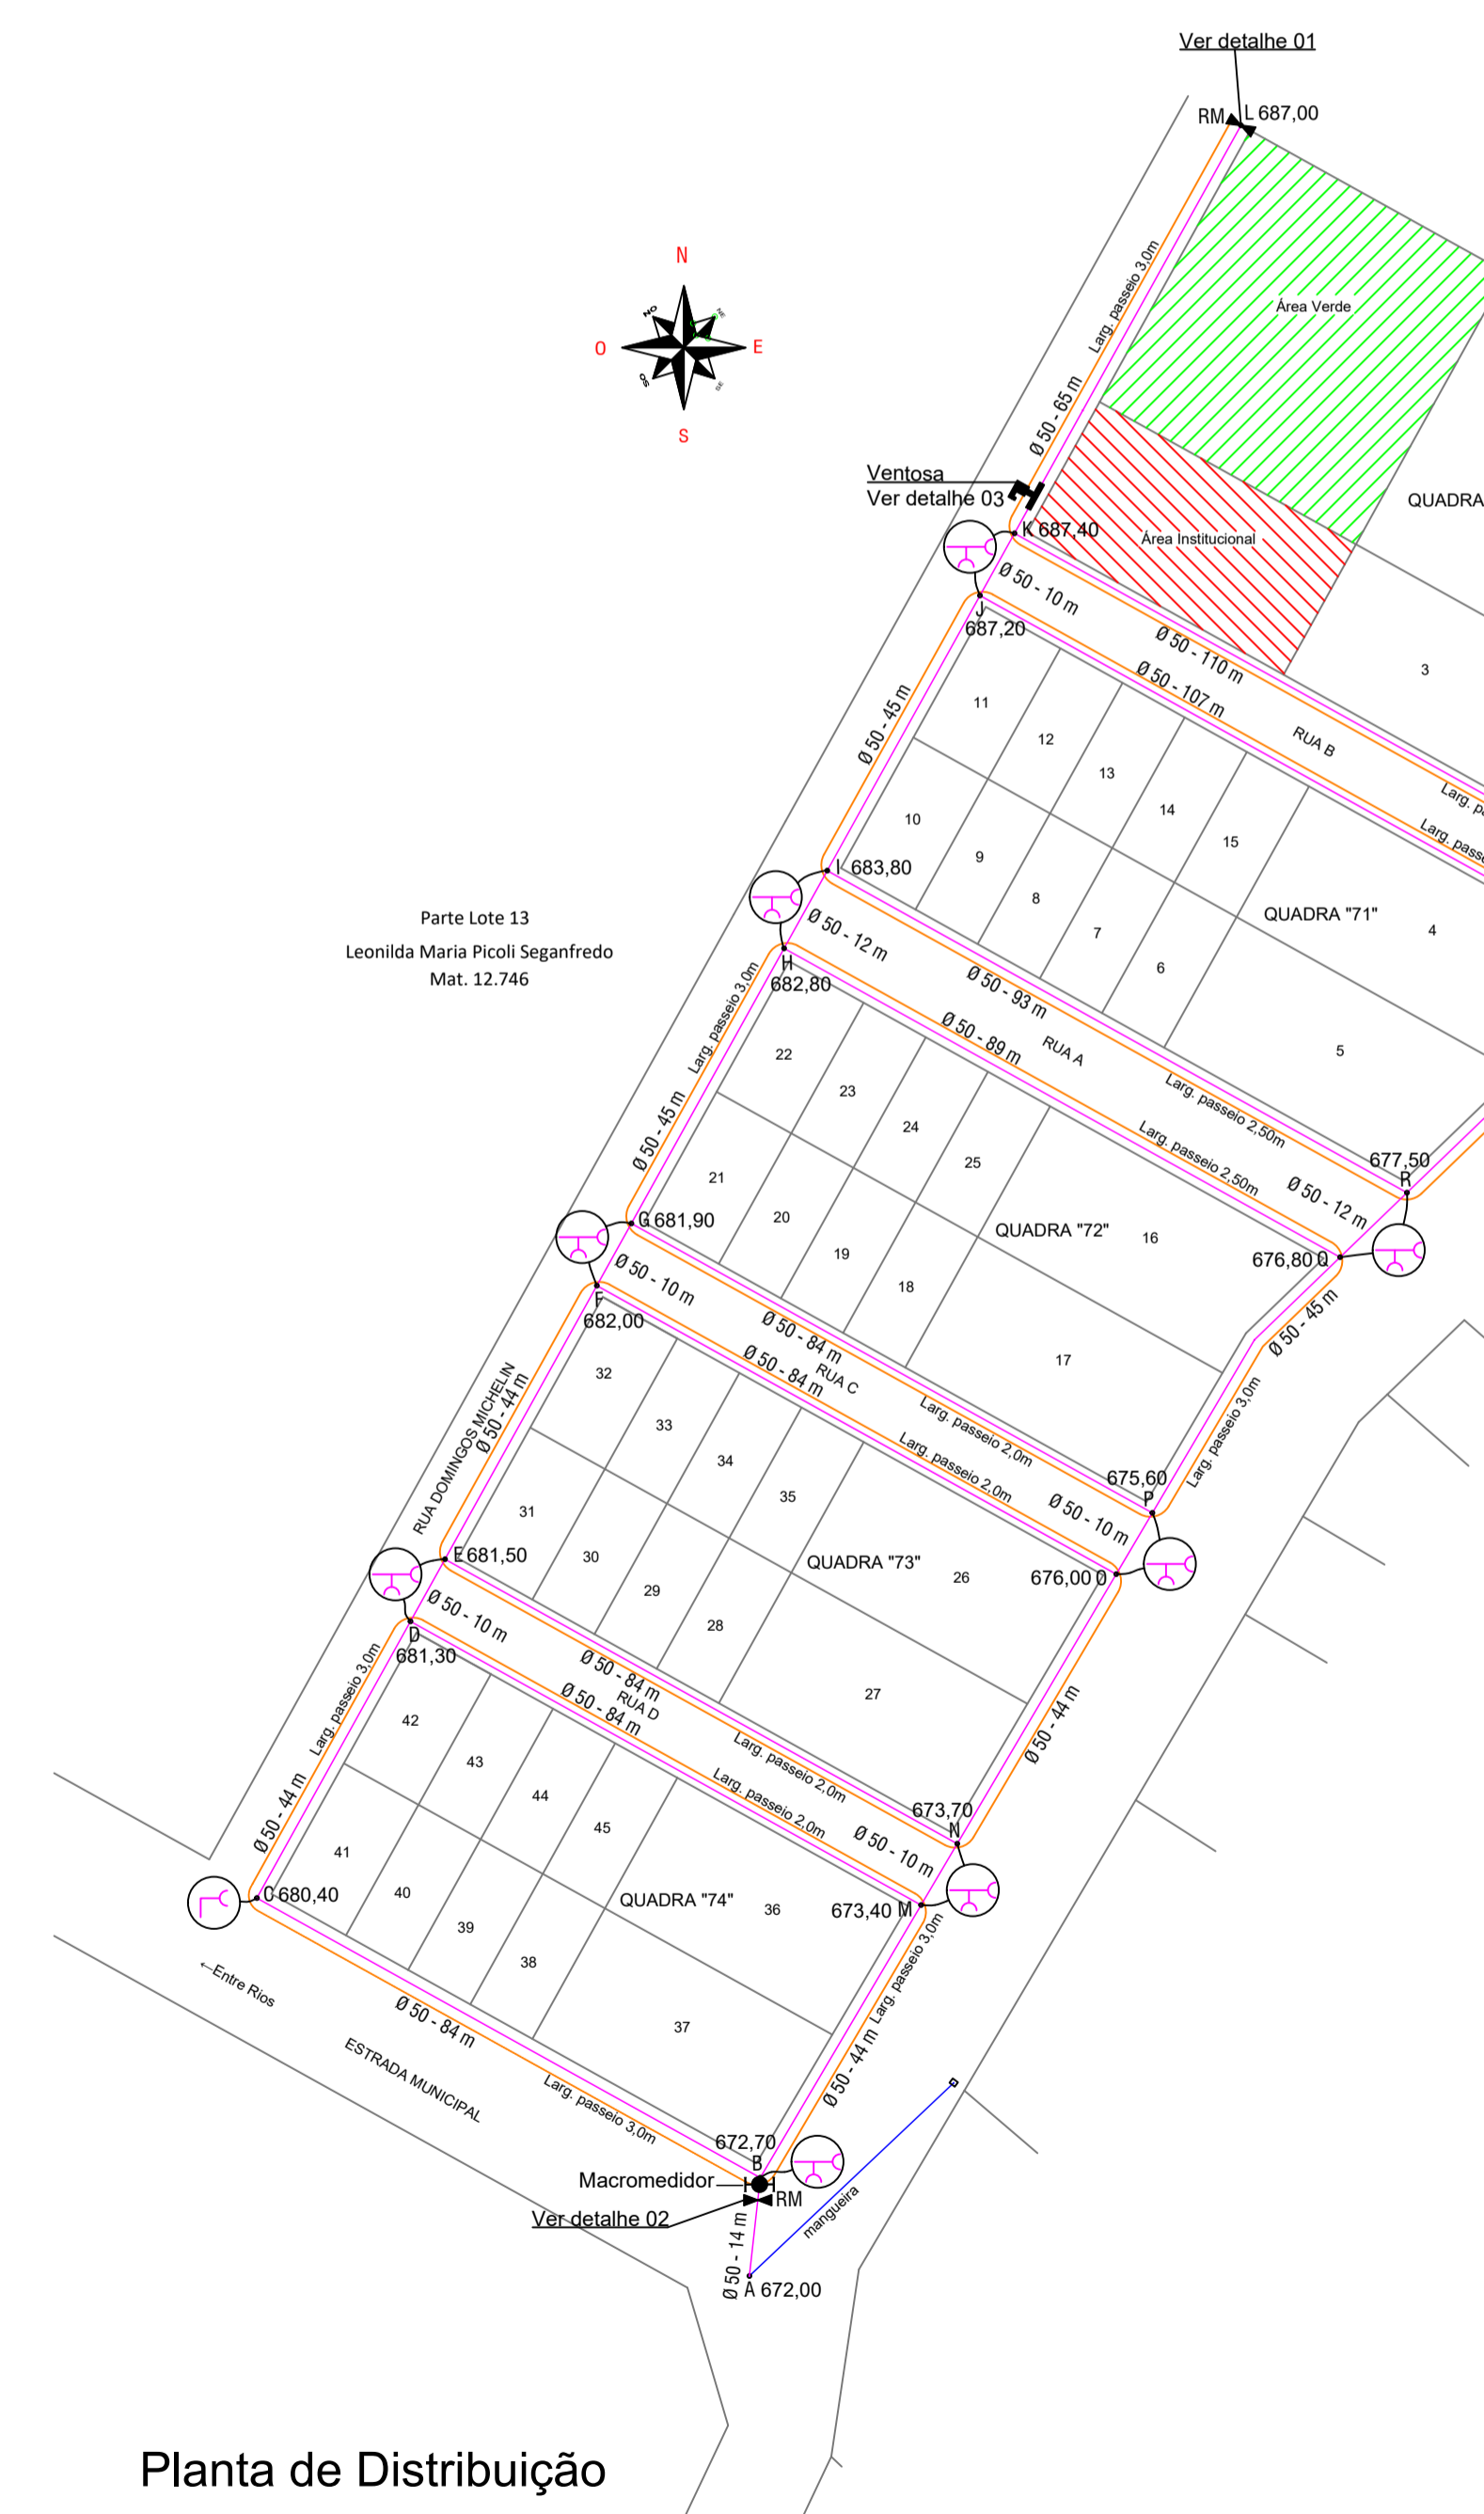 Ver detalhe 01
RM
L 687,00
Larg. passeio 3,0m
Área Verde
N
NO
NE
O
E
SO
SE
S
Ø 50 - 65 m
Ventosa
Ver detalhe 03
QUADRA
K 687,40
Área Institucional
Ø 50 - 10 m
J
687,20
Ø 50 - 110 m
Ø 50 - 107 m
3
RUA B
Ø 50 - 45 m
11
12
13
14
15
10
9
8
7
6
QUADRA "71"
4
5
I 683,80
Parte Lote 13
Leonilda Maria Picoli Seganfredo
Mat. 12.746
Ø 50 - 12 m
H
682,80
Ø 50 - 93 m
Ø 50 - 89 m
RUA A
Larg. passeio 3,0m
Larg. passeio 2,50m
Larg. passeio 2,50m
Ø 50 - 45 m
22
23
24
25
21
20
19
18
QUADRA "72"
16
17
677,50
R
Ø 50 - 12 m
676,80 Q
Ø 50 - 45 m
G 681,90
Ø 50 - 10 m
F
682,00
Ø 50 - 84 m
Ø 50 - 84 m
RUA C
Larg. passeio 2,0m
Larg. passeio 2,0m
Larg. passeio 3,0m
RUA DOMINGOS MICHELIN
Ø 50 - 44 m
32
33
34
35
31
30
29
28
QUADRA "73"
26
27
675,60
P
Ø 50 - 10 m
676,00 O
E 681,50
Ø 50 - 10 m
D
681,30
Ø 50 - 84 m
Ø 50 - 84 m
RUA D
Larg. passeio 2,0m
Larg. passeio 2,0m
Ø 50 - 44 m
Larg. passeio 3,0m
Ø 50 - 44 m
42
43
44
45
41
40
39
38
QUADRA "74"
36
37
673,70
N
Ø 50 - 10 m
673,40 M
Larg. passeio 3,0m
Ø 50 - 44 m
C 680,40
←Entre Rios
Ø 50 - 84 m
ESTRADA MUNICIPAL
Larg. passeio 3,0m
672,70
B
Macromedidor
RM
Ver detalhe 02
mangueira
Ø 50 - 14 m
A 672,00
Planta de Distribuição